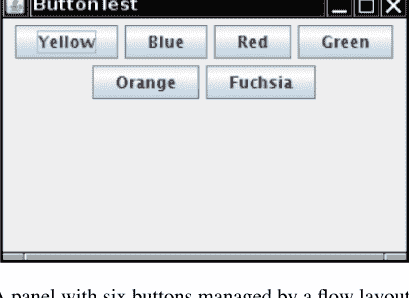 ButtonTest
Yellow Blue Red Green
Orange Fuchsia
A panel with six buttons managed by a flow layout